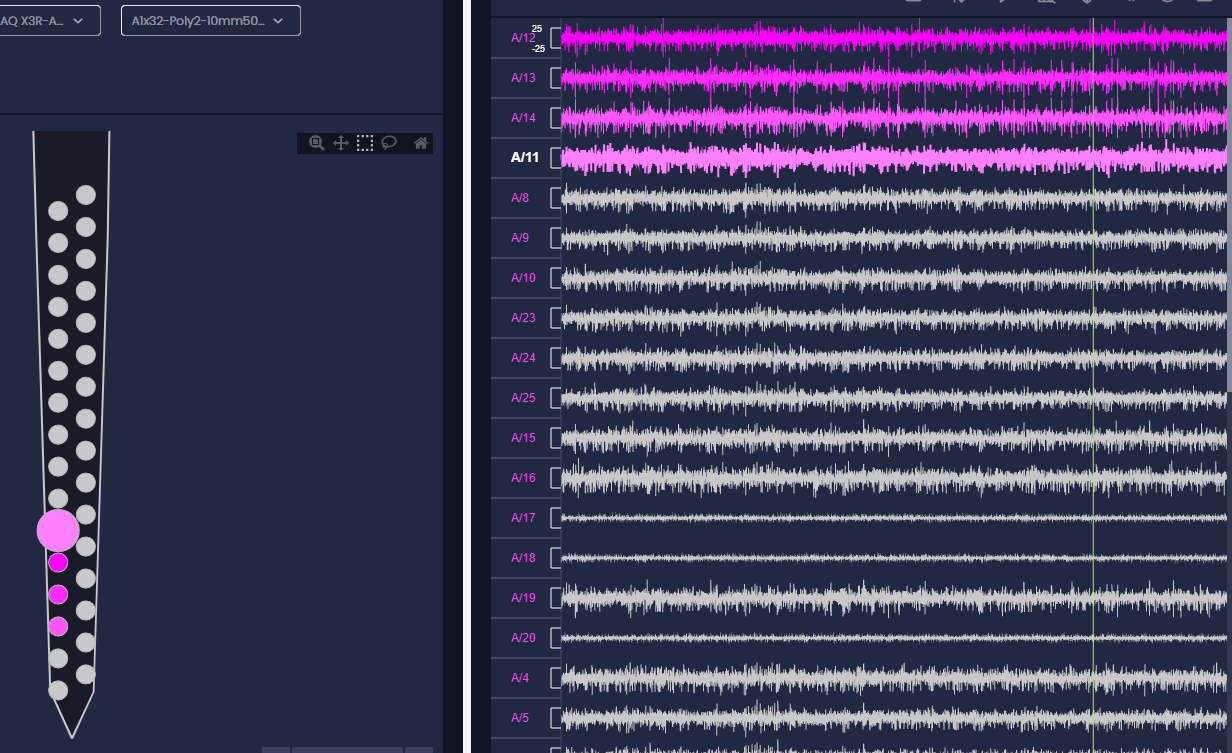 AQ X3R-A...
A1x32-Poly2-10mm50...
25
A/12
-25
A/13
A/14
A/11
A/8
A/9
A/10
A/23
A/24
A/25
A/15
A/16
A/17
A/18
A/19
A/20
A/4
A/5